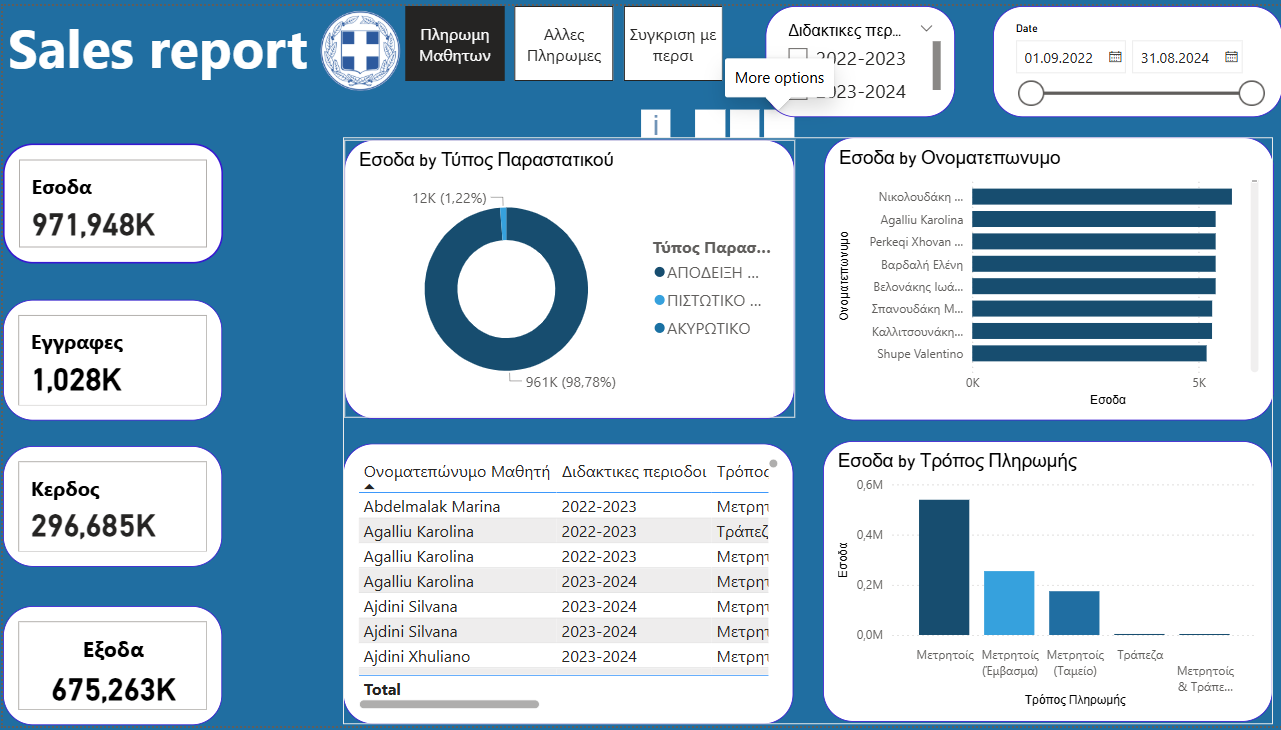 Sales report
Πληρωμη
Μαθητων
Αλλες
Πληρωμες
Συγκριση με
περσι
Διδακτικες περ...
2022-2023
2023-2024
More options
Date
01.09.2022
31.08.2024
i
Εσοδα
971,948K
Εγγραφες
1,028K
Κερδος
296,685K
Εξοδα
675,263K
Εσοδα by Τύπος Παραστατικού
12K (1,22%)
961K (98,78%)
Τύπος Παρασ...
ΑΠΟΔΕΙΞΗ ...
ΠΙΣΤΩΤΙΚΟ ...
ΑΚΥΡΩΤΙΚΟ
Εσοδα by Ονοματεπωνυμο
Ονοματεπωνυμο
Νικολουδάκη ...
Agalliu Karolina
Perkeqi Xhovan ...
Βαρδαλή Ελένη
Βελονάκης Ιωά...
Σπανουδάκη Μ...
Καλλιτσουνάκη...
Shupe Valentino
0K
5K
Εσοδα
Ονοματεπώνυμο Μαθητή Διδακτικες περιοδοι Τρόπος
Abdelmalak Marina 2022-2023 Μετρητ
Agalliu Karolina 2022-2023 Τράπεζ
Agalliu Karolina 2022-2023 Μετρητ
Agalliu Karolina 2023-2024 Μετρητ
Ajdini Silvana 2023-2024 Μετρητ
Ajdini Silvana 2023-2024 Μετρητ
Ajdini Xhuliano 2023-2024 Μετρητ
Total
Εσοδα by Τρόπος Πληρωμής
Εσοδα
0,6M
0,4M
0,2M
0,0M
Μετρητοίς
Μετρητοίς
(Έμβασμα)
Μετρητοίς
(Ταμείο)
Τράπεζα
Μετρητοίς
& Τράπε...
Τρόπος Πληρωμής